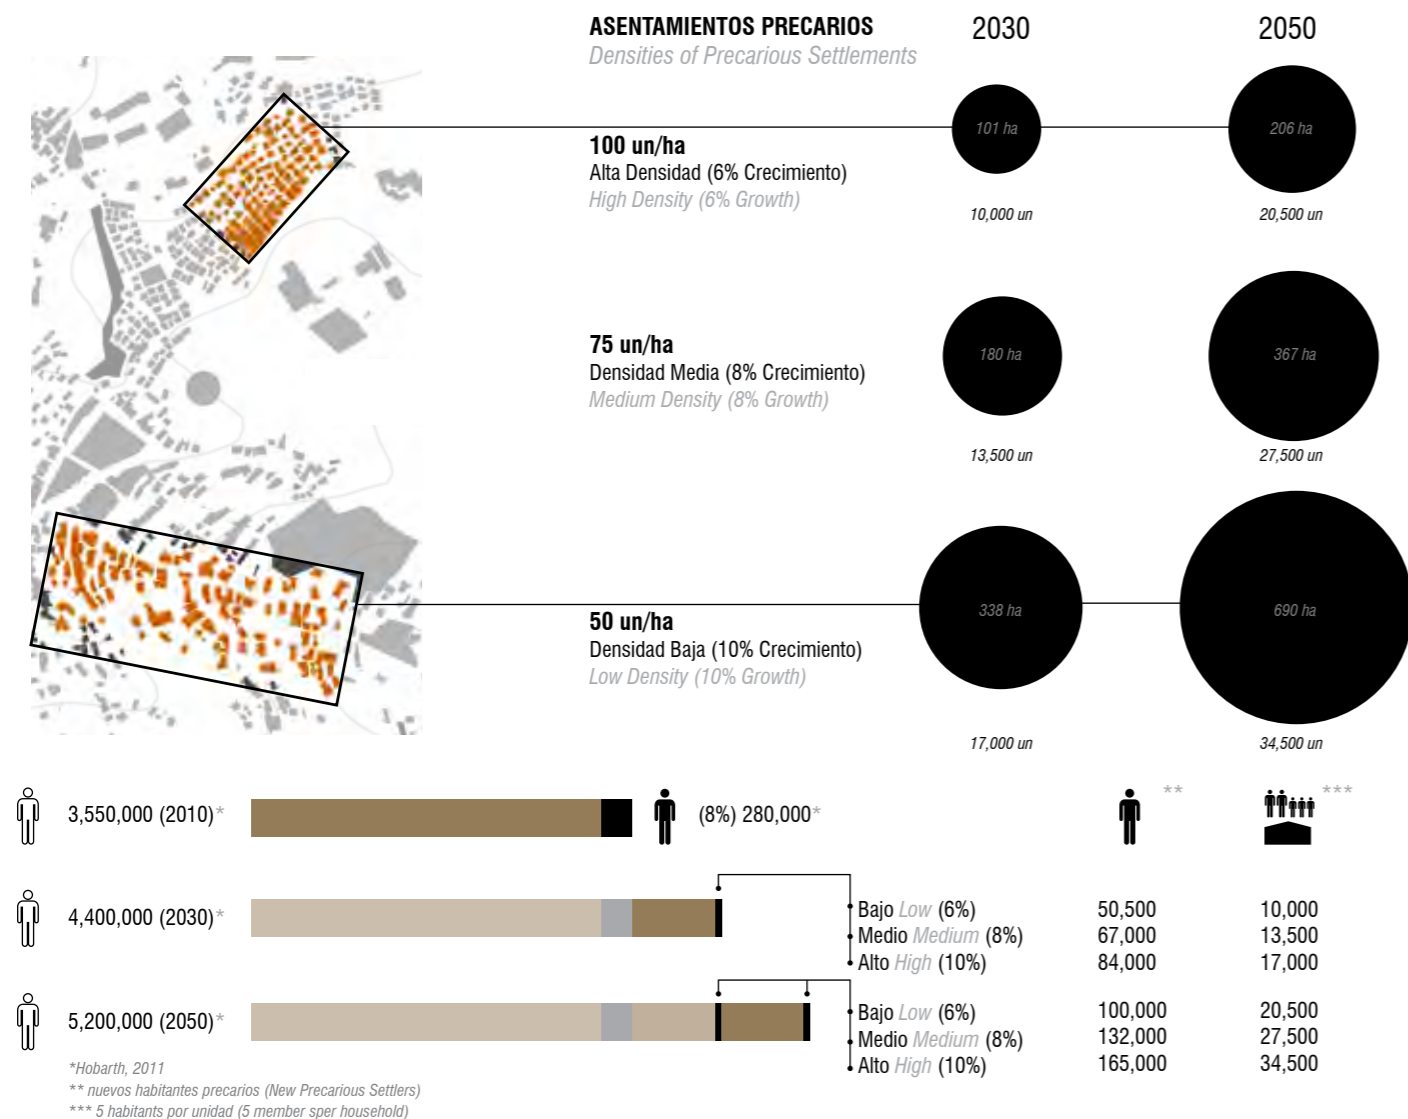 ASENTAMIENTOS PRECARIOS
Densities of Precarious Settlements
2030
2050
101 ha
206 ha
100 un/ha
Alta Densidad (6% Crecimiento)
High Density (6% Growth)
10,000 un
20,500 un
180 ha
367 ha
75 un/ha
Densidad Media (8% Crecimiento)
Medium Density (8% Growth)
13,500 un
27,500 un
338 ha
690 ha
50 un/ha
Densidad Baja (10% Crecimiento)
Low Density (10% Growth)
17,000 un
34,500 un
3,550,000 (2010)*
(8%) 280,000*
**
***
4,400,000 (2030)*
Bajo Low (6%) 50,500 10,000
Medio Medium (8%) 67,000 13,500
Alto High (10%) 84,000 17,000
5,200,000 (2050)*
Bajo Low (6%) 100,000 20,500
Medio Medium (8%) 132,000 27,500
Alto High (10%) 165,000 34,500
*Hobarth, 2011
** nuevos habitantes precarios (New Precarious Settlers)
*** 5 habitants por unidad (5 member sper household)